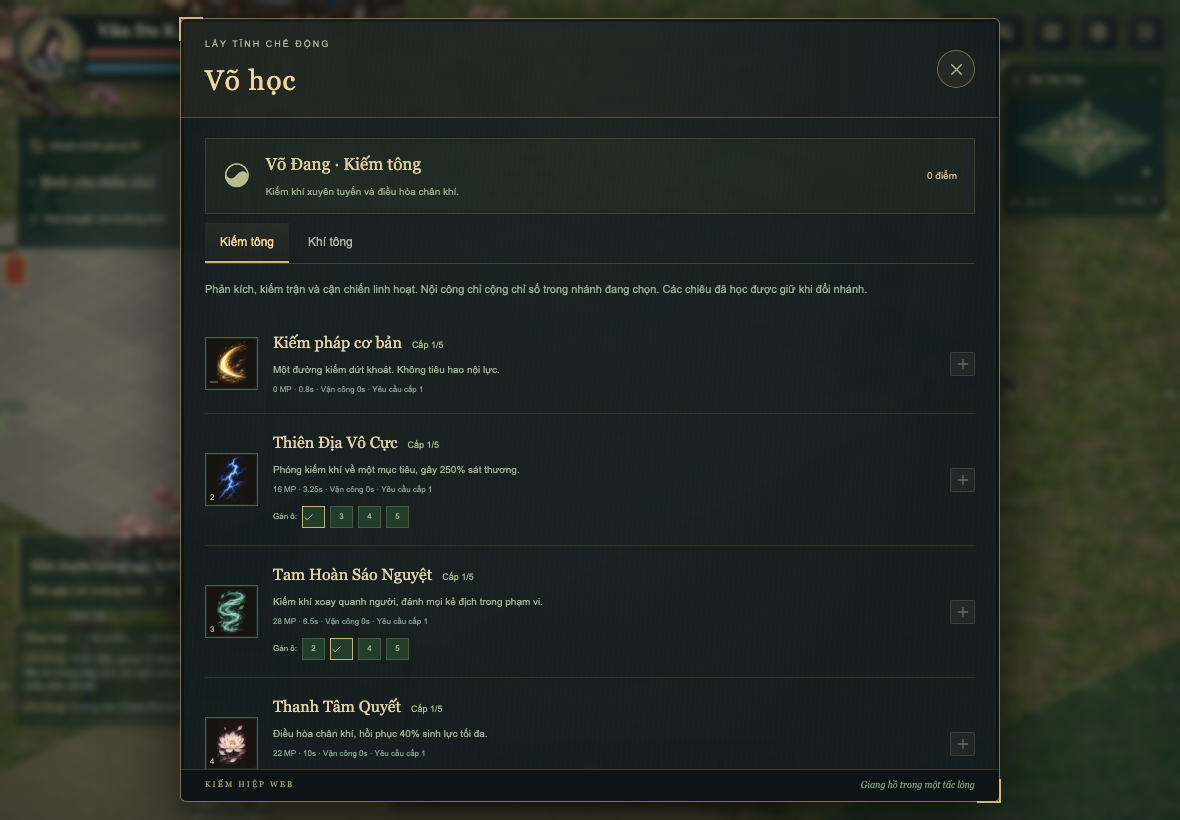 LẤY TĨNH CHẾ ĐỘNG
Võ học
Võ Đang · Kiếm tông
Kiếm khí xuyên tuyến và điều hòa chân khí.
0 điểm
Kiếm tông
Khí tông
Phản kích, kiếm trận và cận chiến linh hoạt. Nội công chỉ cộng chỉ số trong nhánh đang chọn. Các chiêu đã học được giữ khi đổi nhánh.
Kiếm pháp cơ bản Cấp 1/5
Một đường kiếm dứt khoát. Không tiêu hao nội lực.
0 MP · 0.8s · Vận công 0s · Yêu cầu cấp 1
Thiên Địa Vô Cực Cấp 1/5
Phóng kiếm khí về một mục tiêu, gây 250% sát thương.
16 MP · 3.25s · Vận công 0s · Yêu cầu cấp 1
2
Gán ô: 3 4 5
Tam Hoàn Sáo Nguyệt Cấp 1/5
Kiếm khí xoay quanh người, đánh mọi kẻ địch trong phạm vi.
28 MP · 6.5s · Vận công 0s · Yêu cầu cấp 1
3
Gán ô: 2 4 5
Thanh Tâm Quyết Cấp 1/5
Điều hòa chân khí, hồi phục 40% sinh lực tối đa.
22 MP · 10s · Vận công 0s · Yêu cầu cấp 1
4
KIẾM HIỆP WEB
Giang hồ trong một tấc lòng